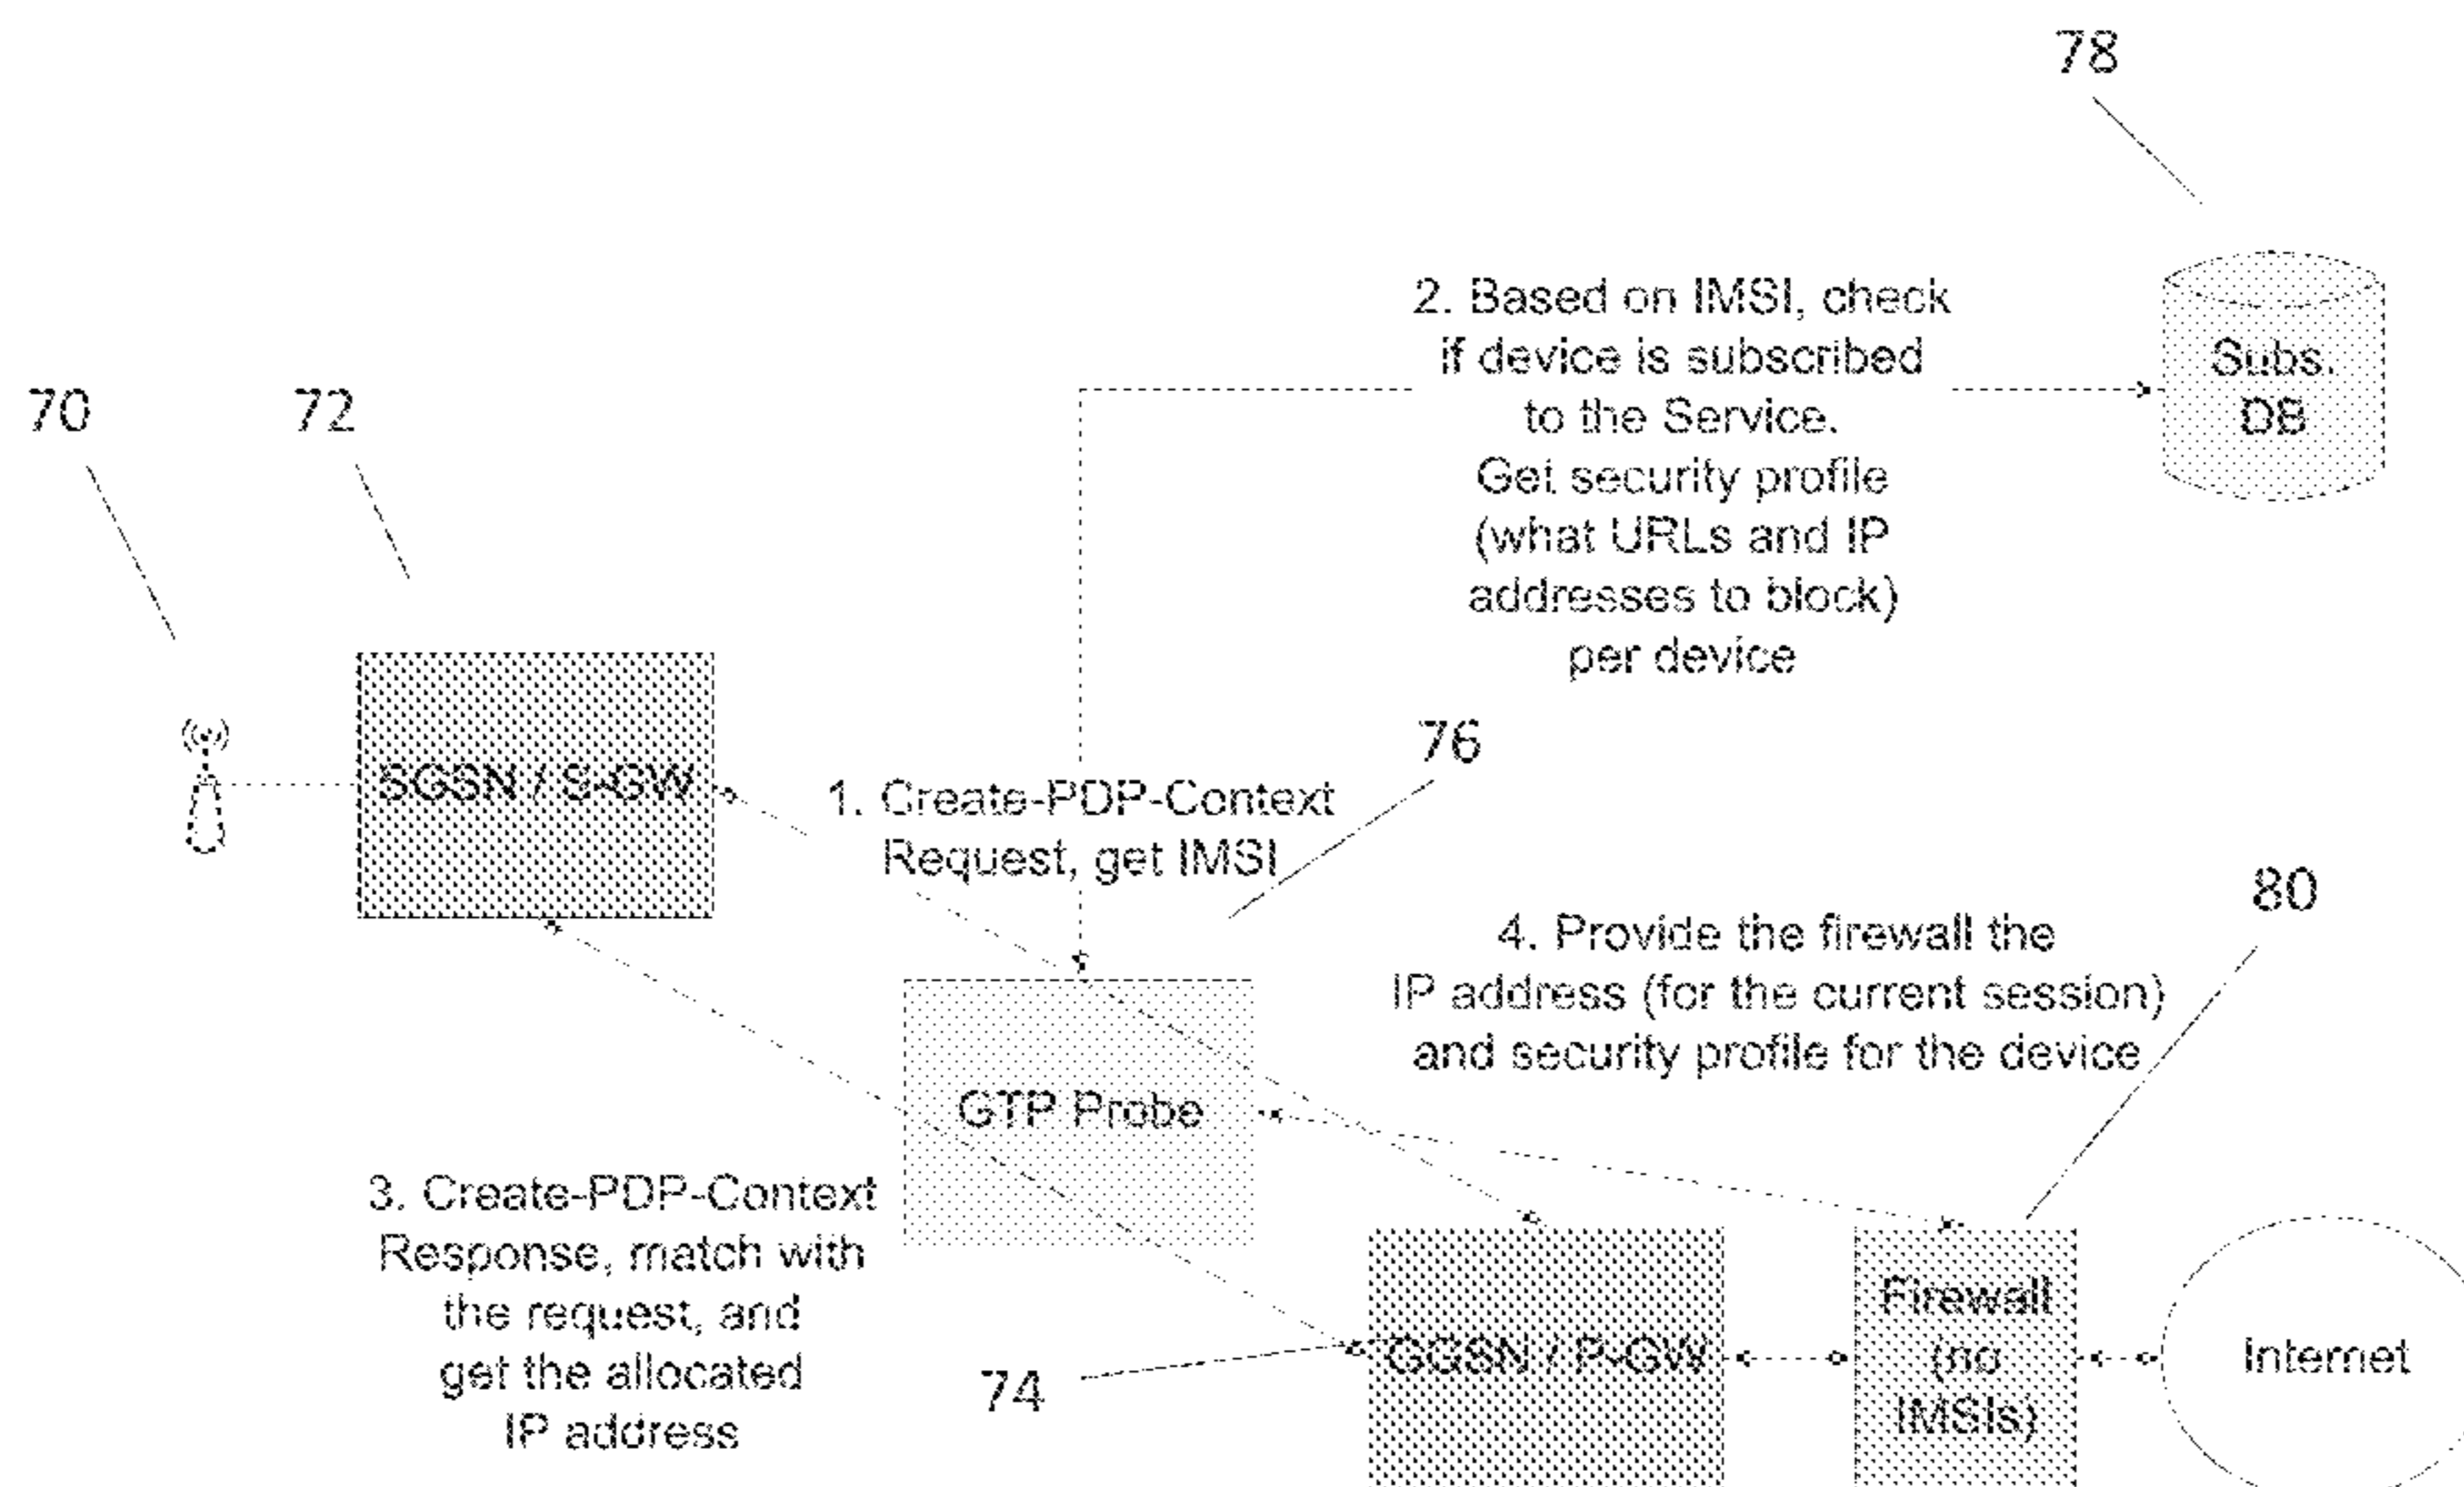 78
2. Based on IMSI, check
if device is subscribed
to the Service.
Get security profile
(what URLs and IP
addresses to block)
per device
Subs.
DB
70
72
76
SGSN / S-GW
1. Create-PDP-Context
Request, get IMSI
80
4. Provide the firewall the
IP address (for the current session)
and security profile for the device
GTP Probe
3. Create-PDP-Context
Response, match with
the request, and
get the allocated
IP address
74
GGSN / P-GW
Firewall
(no
IMSIs)
Internet